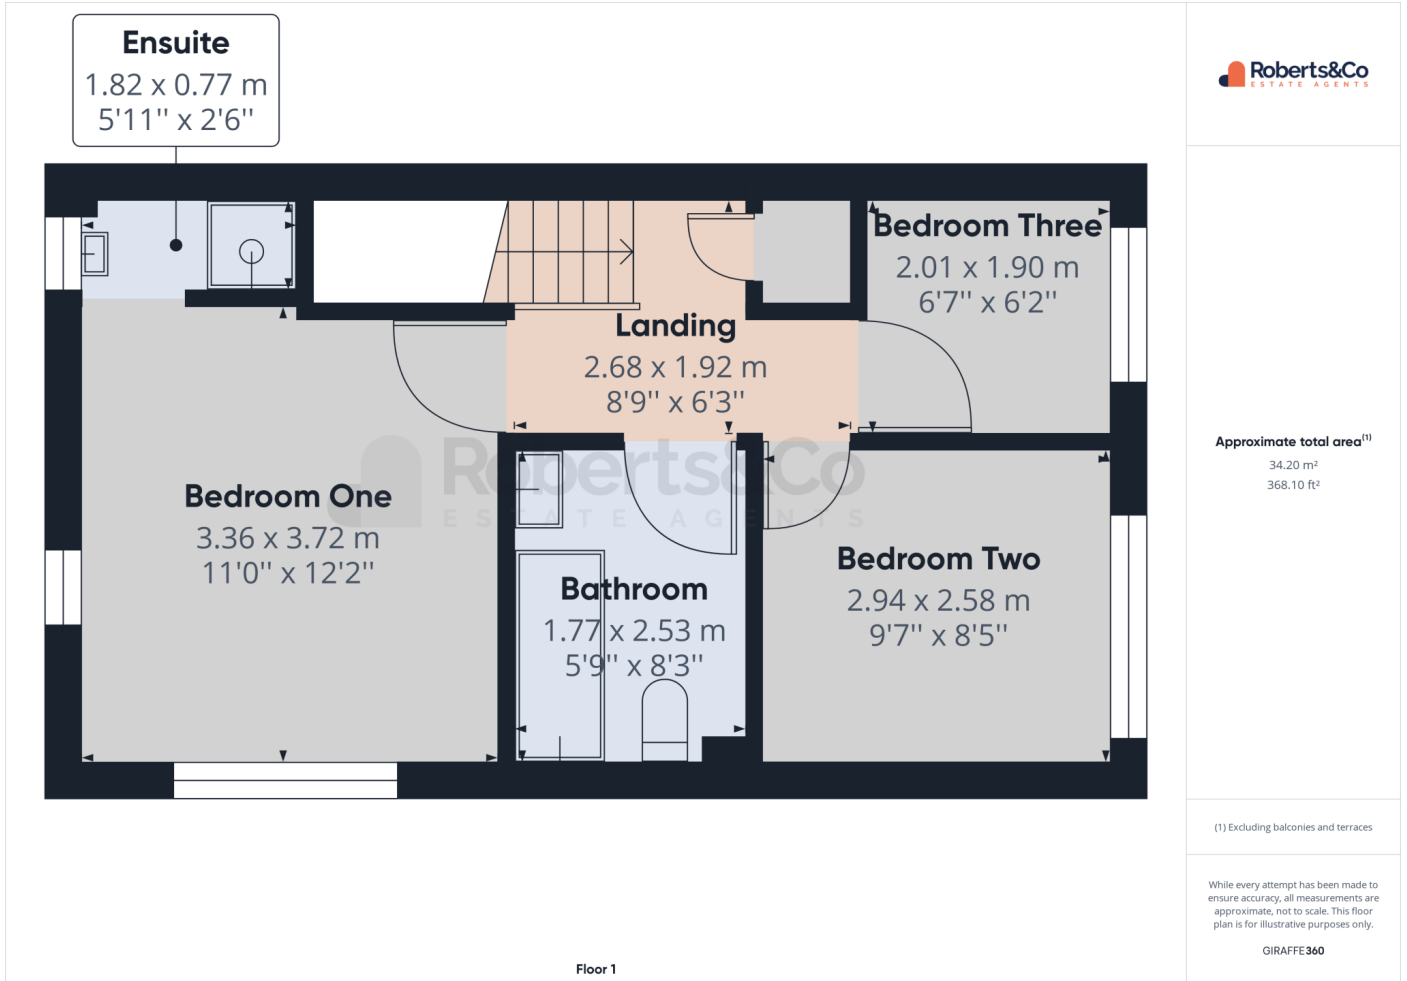 Ensuite
1.82 x 0.77 m
5'11'' x 2'6''
Roberts&Co
ESTATE AGENTS
Bedroom Three
2.01 x 1.90 m
6'7'' x 6'2''
Landing
2.68 x 1.92 m
8'9'' x 6'3''
Roberts&Co
ESTATE AGENTS
Bedroom One
3.36 x 3.72 m
11'0'' x 12'2''
Bathroom
1.77 x 2.53 m
5'9'' x 8'3''
Bedroom Two
2.94 x 2.58 m
9'7'' x 8'5''
Approximate total area(1)
34.20 m²
368.10 ft²
(1) Excluding balconies and terraces
While every attempt has been made to
ensure accuracy, all measurements are
approximate, not to scale. This floor
plan is for illustrative purposes only.
GIRAFFE360
Floor 1